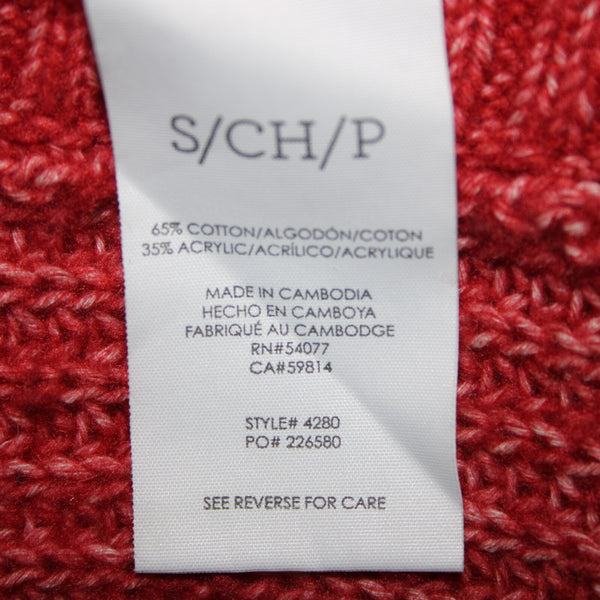 S/CH/P
65% COTTON/ALGODÓN/COTON
35% ACRYLIC/ACRÍLICO/ACRYLIQUE
MADE IN CAMBODIA
HECHO EN CAMBOYA
FABRIQUÉ AU CAMBODGE
RN#54077
CA#59814
STYLE# 4280
PO# 226580
SEE REVERSE FOR CARE